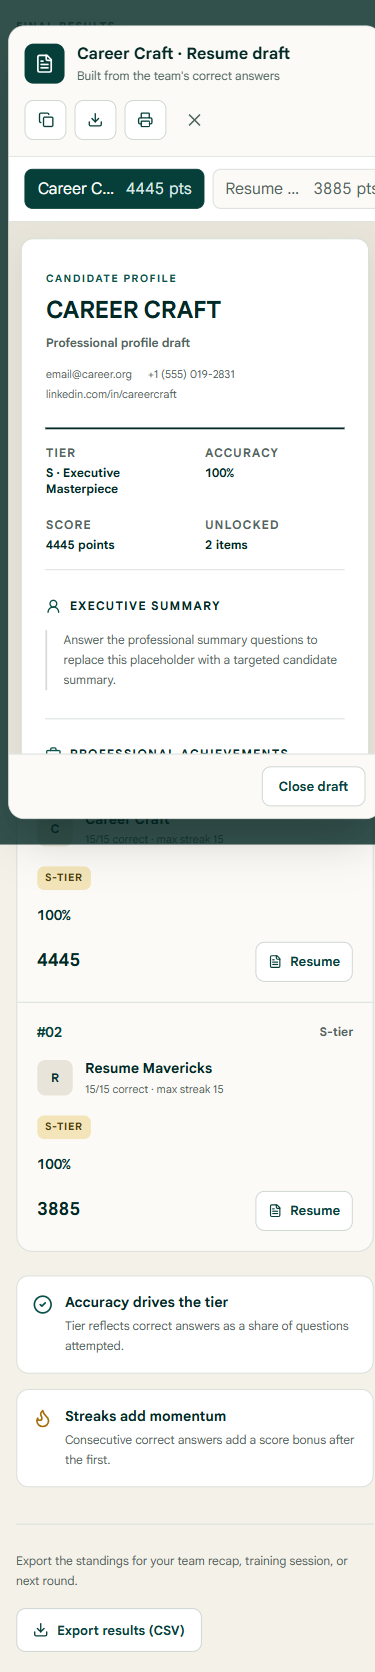 FINAL RESULTS
Career Craft · Resume draft
Built from the team's correct answers
Career C... 4445 pts
Resume ... 3885 pts
CANDIDATE PROFILE
CAREER CRAFT
Professional profile draft
email@career.org +1 (555) 019-2831
linkedin.com/in/careercraft
TIER ACCURACY
S · Executive 100%
Masterpiece
SCORE UNLOCKED
4445 points 2 items
EXECUTIVE SUMMARY
Answer the professional summary questions to
replace this placeholder with a targeted candidate
summary.
PROFESSIONAL ACHIEVEMENTS
Close draft
C Career Craft
15/15 correct · max streak 15
S-TIER
100%
4445 Resume
#02 S-tier
R Resume Mavericks
15/15 correct · max streak 15
S-TIER
100%
3885 Resume
Accuracy drives the tier
Tier reflects correct answers as a share of questions
attempted.
Streaks add momentum
Consecutive correct answers add a score bonus after
the first.
Export the standings for your team recap, training session, or
next round.
Export results (CSV)